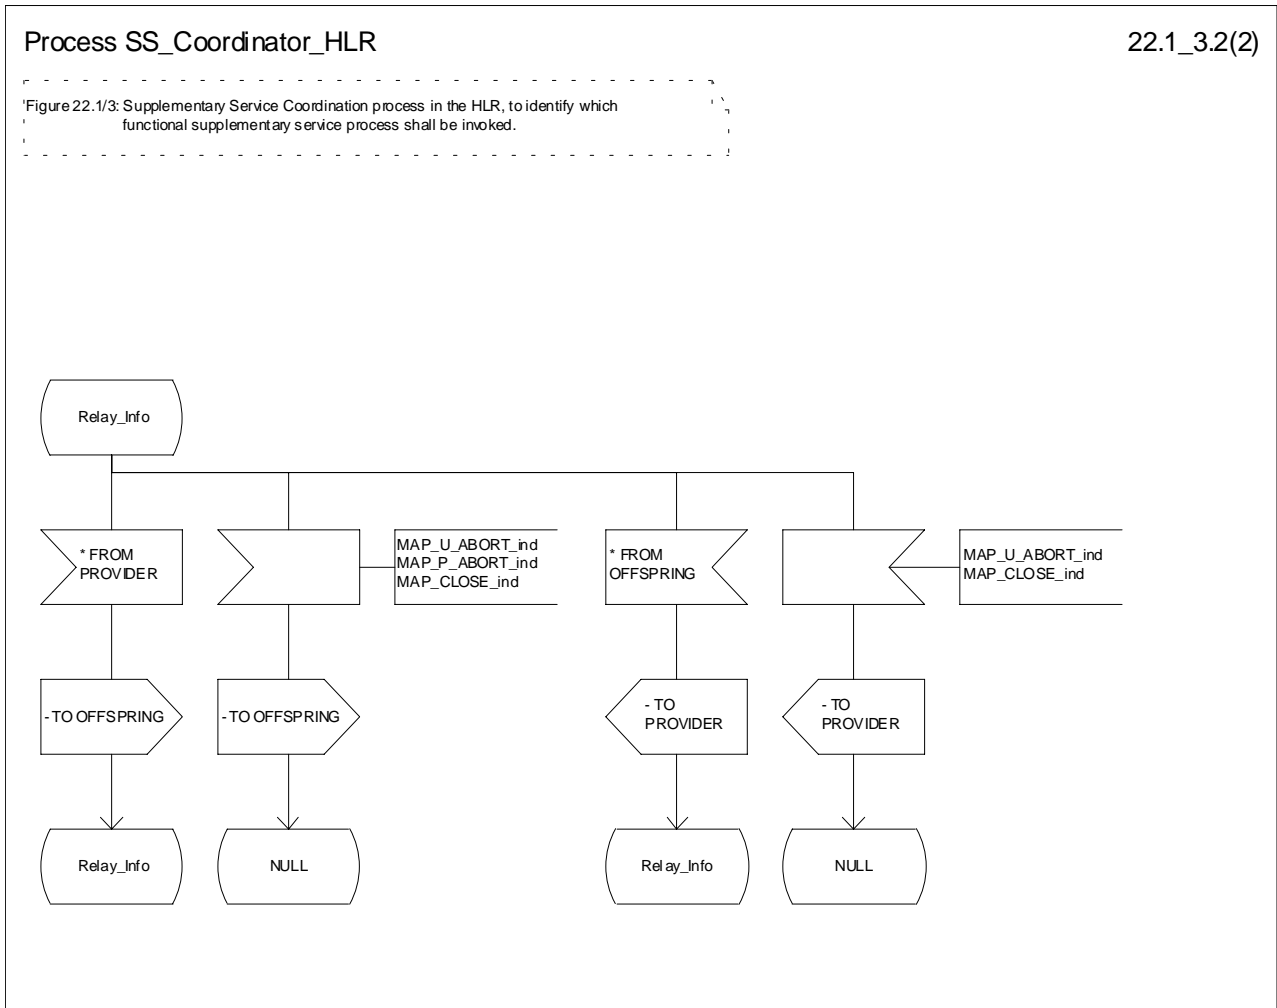 Process SS_Coordinator_HLR
22.1_3.2(2)
Figure 22.1/3: Supplementary Service Coordination process in the HLR, to identify which
functional supplementary service process shall be invoked.
Relay_Info
* FROM
PROVIDER
MAP_U_ABORT_ind
MAP_P_ABORT_ind
MAP_CLOSE_ind
* FROM
OFFSPRING
MAP_U_ABORT_ind
MAP_CLOSE_ind
- TO OFFSPRING
- TO OFFSPRING
- TO
PROVIDER
- TO
PROVIDER
Relay_Info
NULL
Relay_Info
NULL